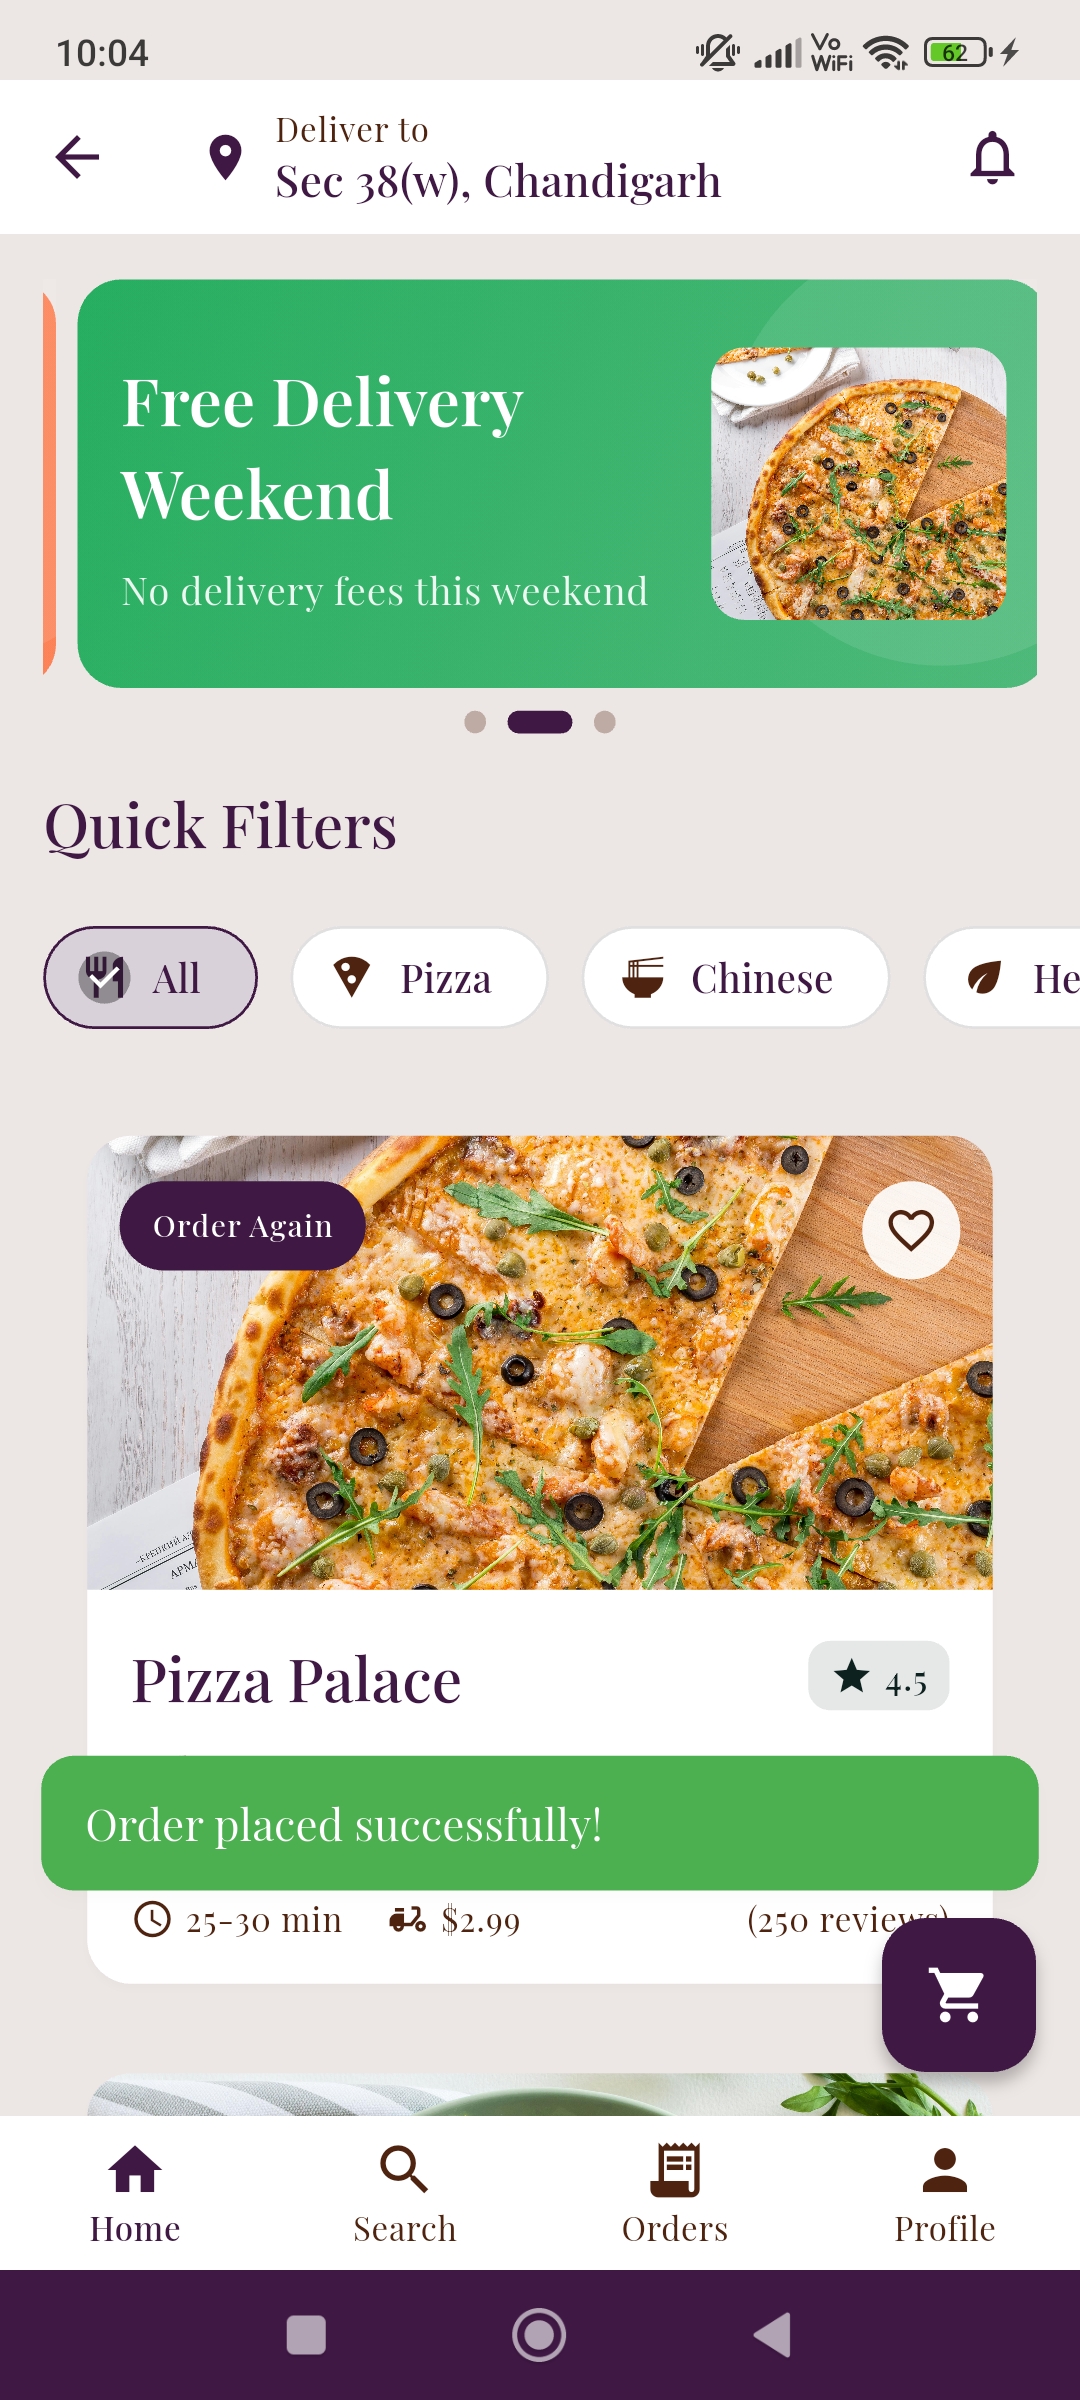 10:04
Vo
WiFi
62
Deliver to
Sec 38(w), Chandigarh
Free Delivery
Weekend
No delivery fees this weekend
Quick Filters
All
Pizza
Chinese
He
Order Again
Pizza Palace
4.5
Order placed successfully!
25-30 min
$2.99
(250 reviews)
Home
Search
Orders
Profile